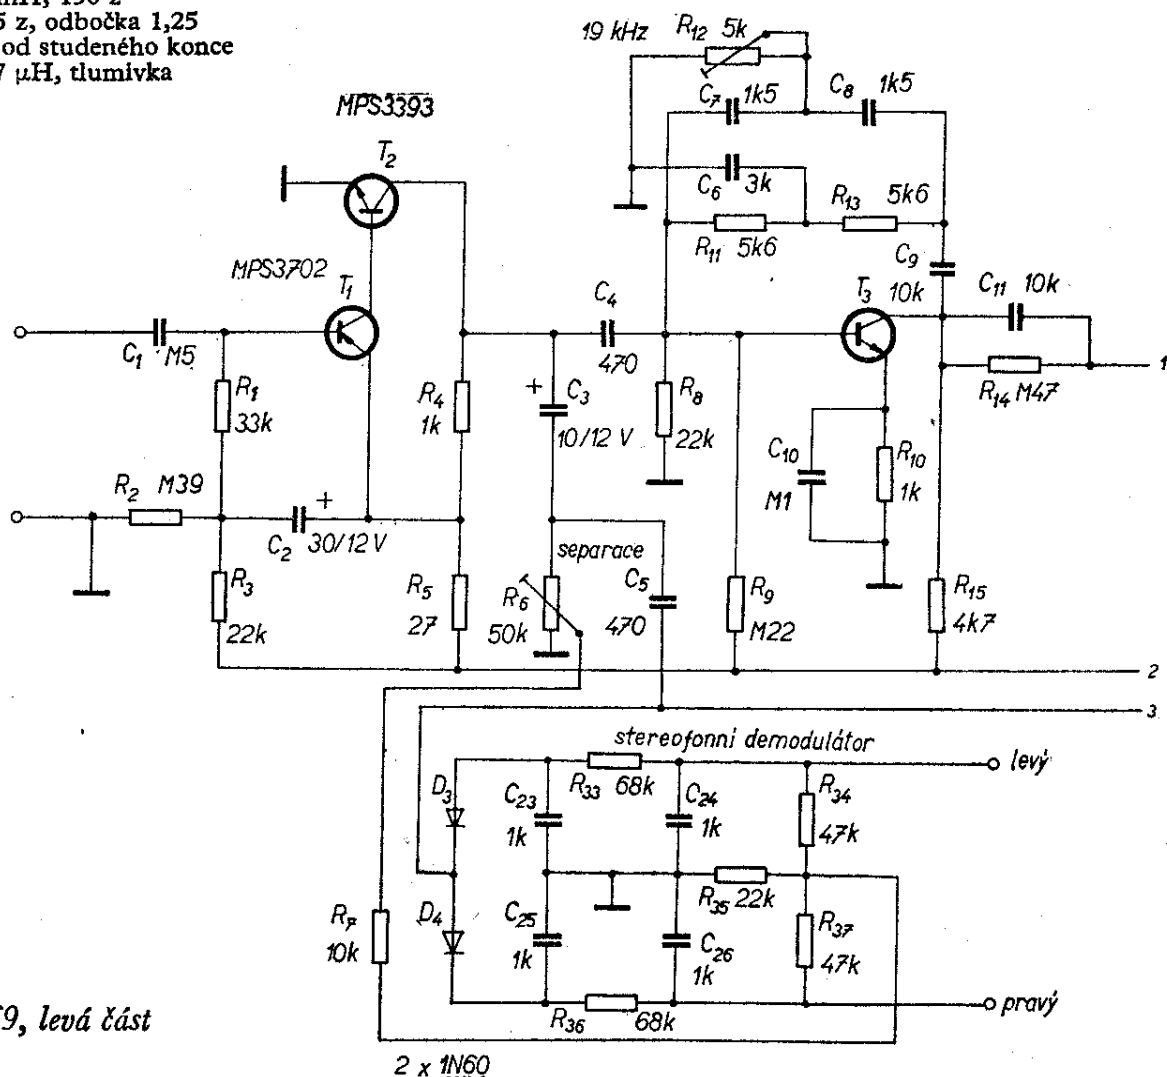 5 z, odbočka 1,25
od studeného konce
7 μH, tlumivka
MPS3393
T2
MPS3702
T1
C1 M5
R1
33k
R2 M39
C2 30/12 V
+
R3
22k
R4
1k
R5
27
+ C3
10/12 V
C4
470
separace
R6
50k
C5
470
19 kHz
R12 5k
C7 1k5
C8 1k5
C6 3k
R11 5k6
R13 5k6
C9
10k
T3
C11 10k
R14 M47
1
R8
22k
C10
M1
R10
1k
R9
M22
R15
4k7
2
3
stereofonní demodulátor
levý
D3
C23
1k
R33 68k
C24
1k
R34
47k
R35 22k
R7
10k
D4
C25
1k
C26
1k
R37
47k
R36 68k
pravý
9, levá část
2 x 1N60